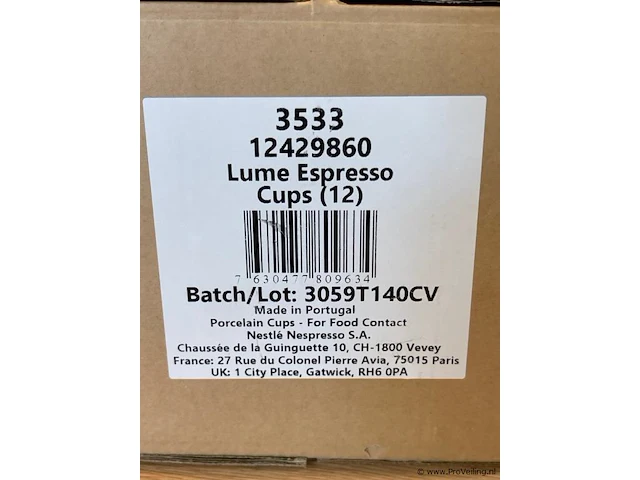 3533
12429860
Lume Espresso
Cups (12)
7 630477 809634
Batch/Lot: 3059T140CV
Made in Portugal
Porcelain Cups - For Food Contact
Nestlé Nespresso S.A.
Chaussée de la Guinguette 10, CH-1800 Vevey
France: 27 Rue du Colonel Pierre Avia, 75015 Paris
UK: 1 City Place, Gatwick, RH6 0PA
© www.ProVeiling.nl